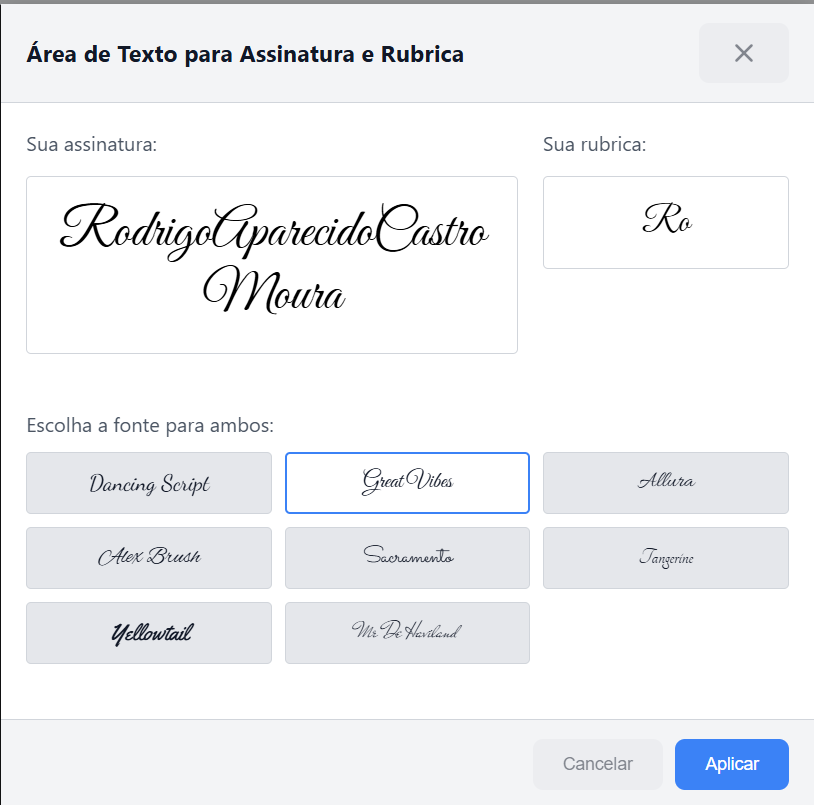 Área de Texto para Assinatura e Rubrica
Sua assinatura:
Sua rubrica:
RodrigoAparecidoCastro
Moura
Ro
Escolha a fonte para ambos:
Dancing Script
Great Vibes
Allura
Alex Brush
Sacramento
Tangerine
Yellowtail
Mr De Haviland
Cancelar
Aplicar